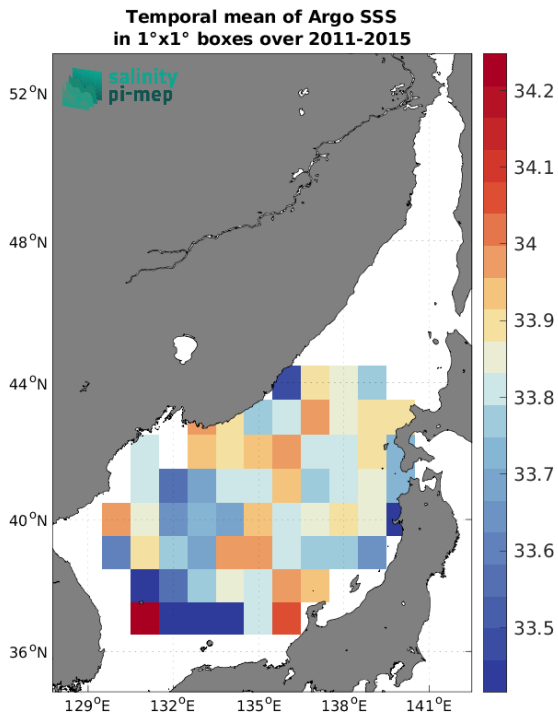 Temporal mean of Argo SSS
in 1°x1° boxes over 2011-2015
salinity
pi-mep
52°N
48°N
44°N
40°N
36°N
129°E 132°E 135°E 138°E 141°E
34.2
34.1
34
33.9
33.8
33.7
33.6
33.5